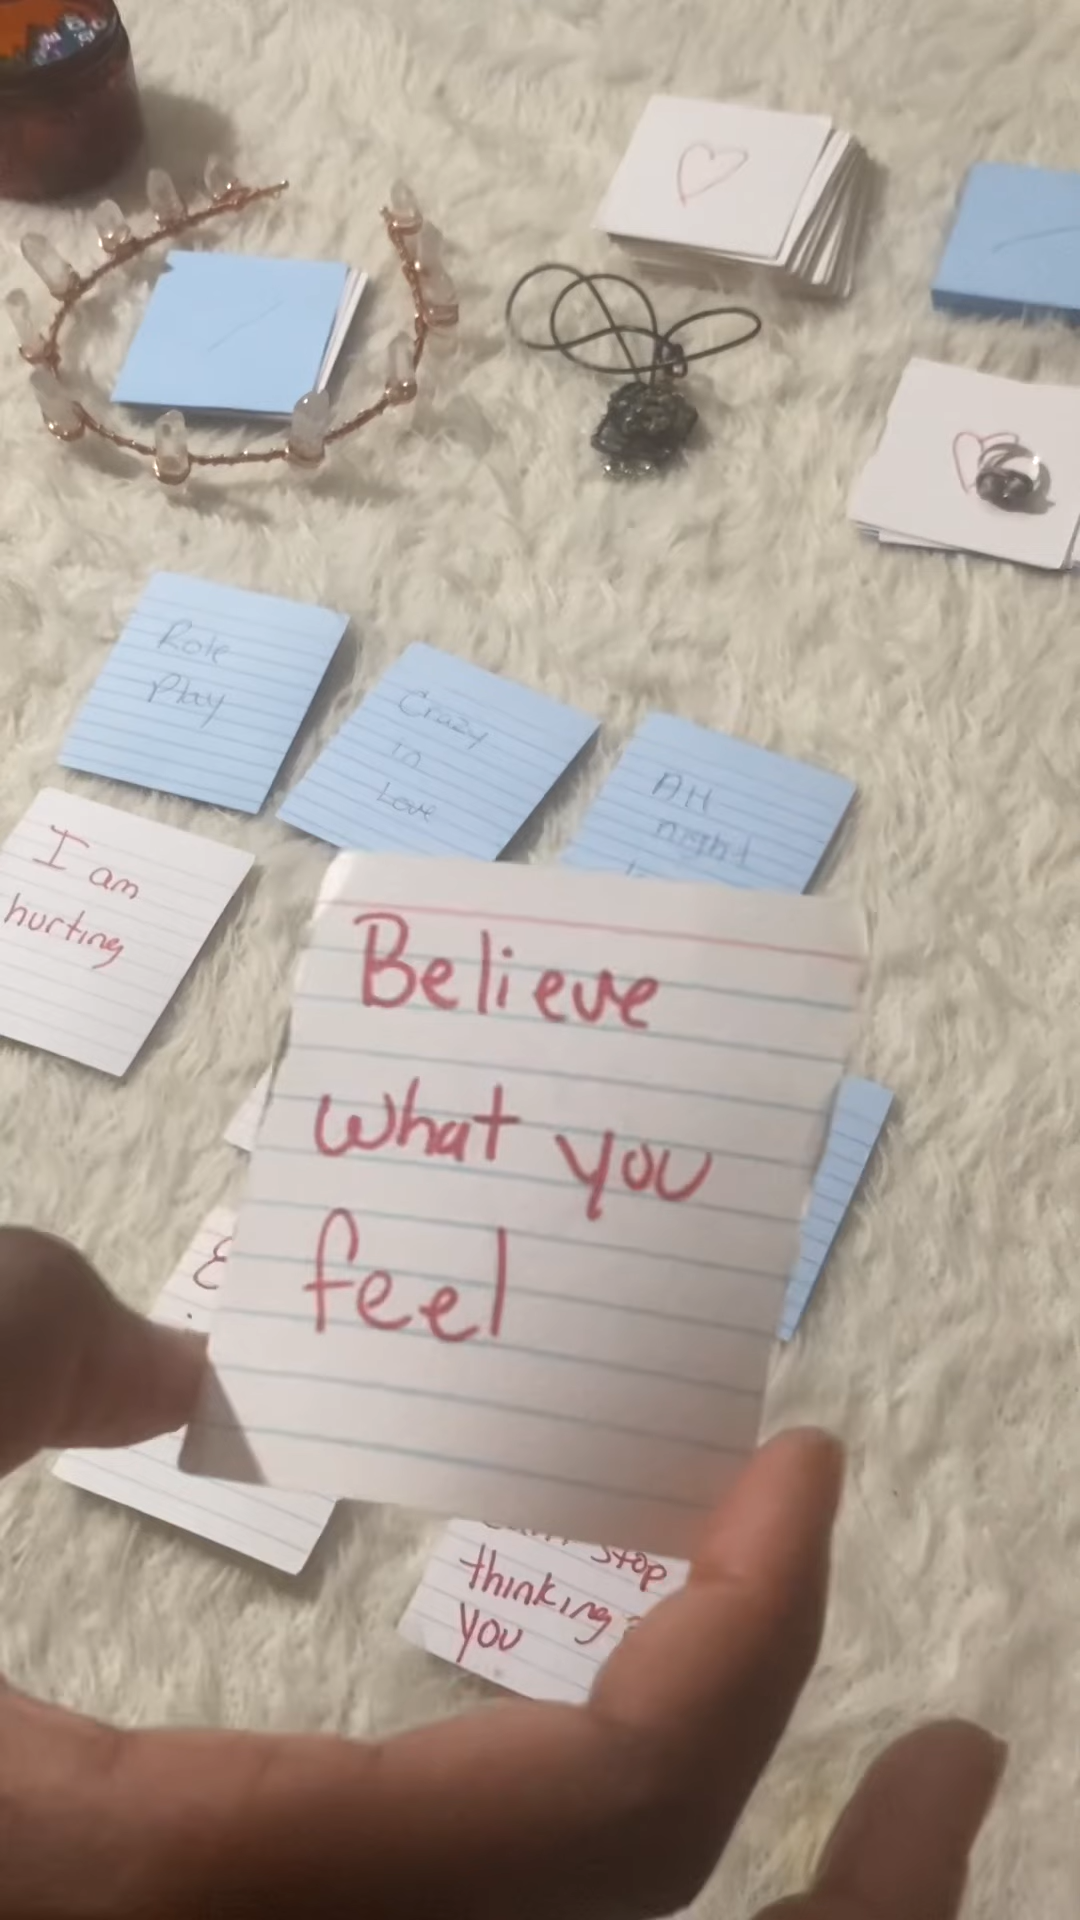 Role
Play
Crazy
in
Love
All
night
I am
hurting
Believe
what you
feel
stop
thinking
you